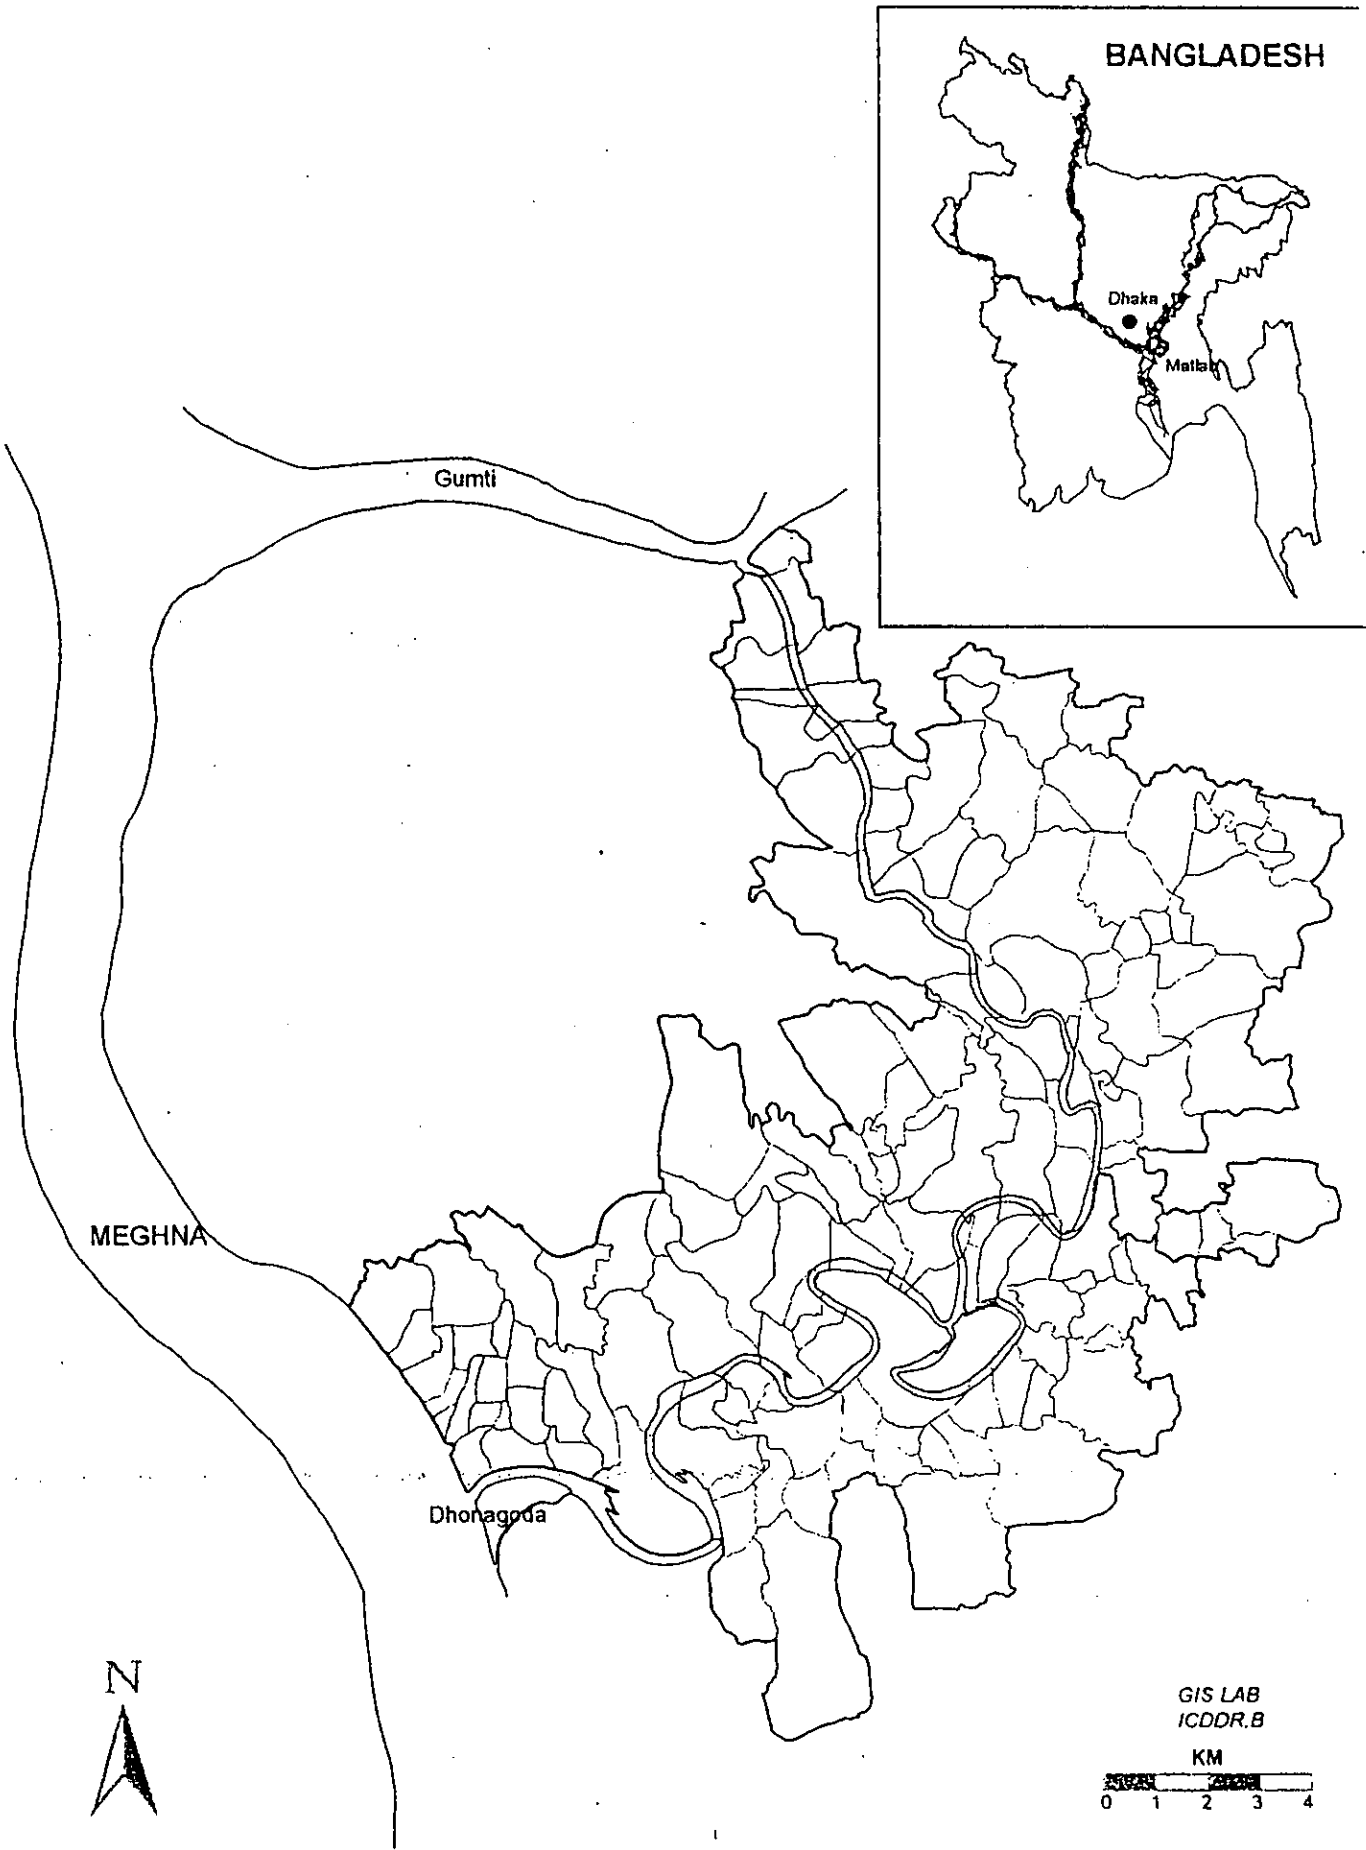 BANGLADESH
Dhaka
Matlab
Gumti
MEGHNA
Dhonagoda
N
GIS LAB
ICDDR,B
KM
0 1 2 3 4